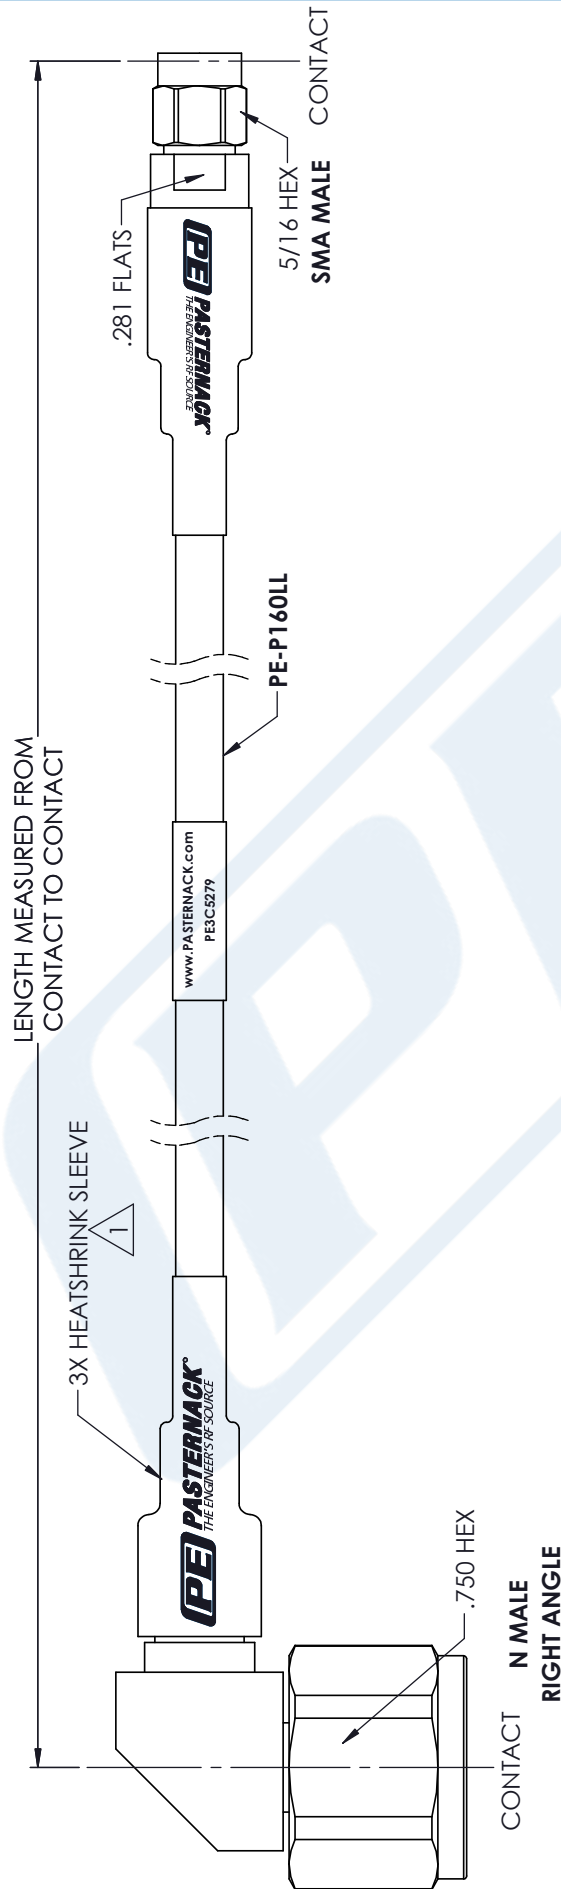 LENGTH MEASURED FROM
CONTACT TO CONTACT
3X HEATSHRINK SLEEVE
1
PE PASTERNACK®
THE ENGINEER'S RF SOURCE
www.PASTERNACK.com
PE3C5279
PE-P160LL
PE PASTERNACK®
THE ENGINEER'S RF SOURCE
.281 FLATS
5/16 HEX
SMA MALE
CONTACT
.750 HEX
N MALE
RIGHT ANGLE
CONTACT